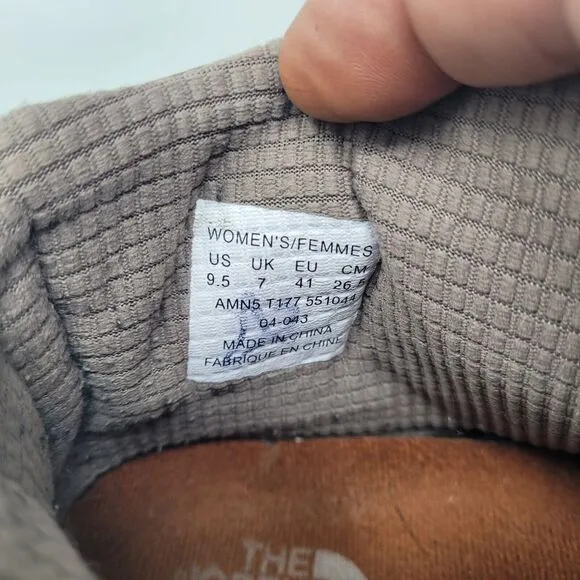 WOMEN'S/FEMMES
US UK EU CM
9.5 7 41 26.5
AMN5 T177 551044
04-043
MADE IN CHINA
FABRIQUE EN CHINE
THE